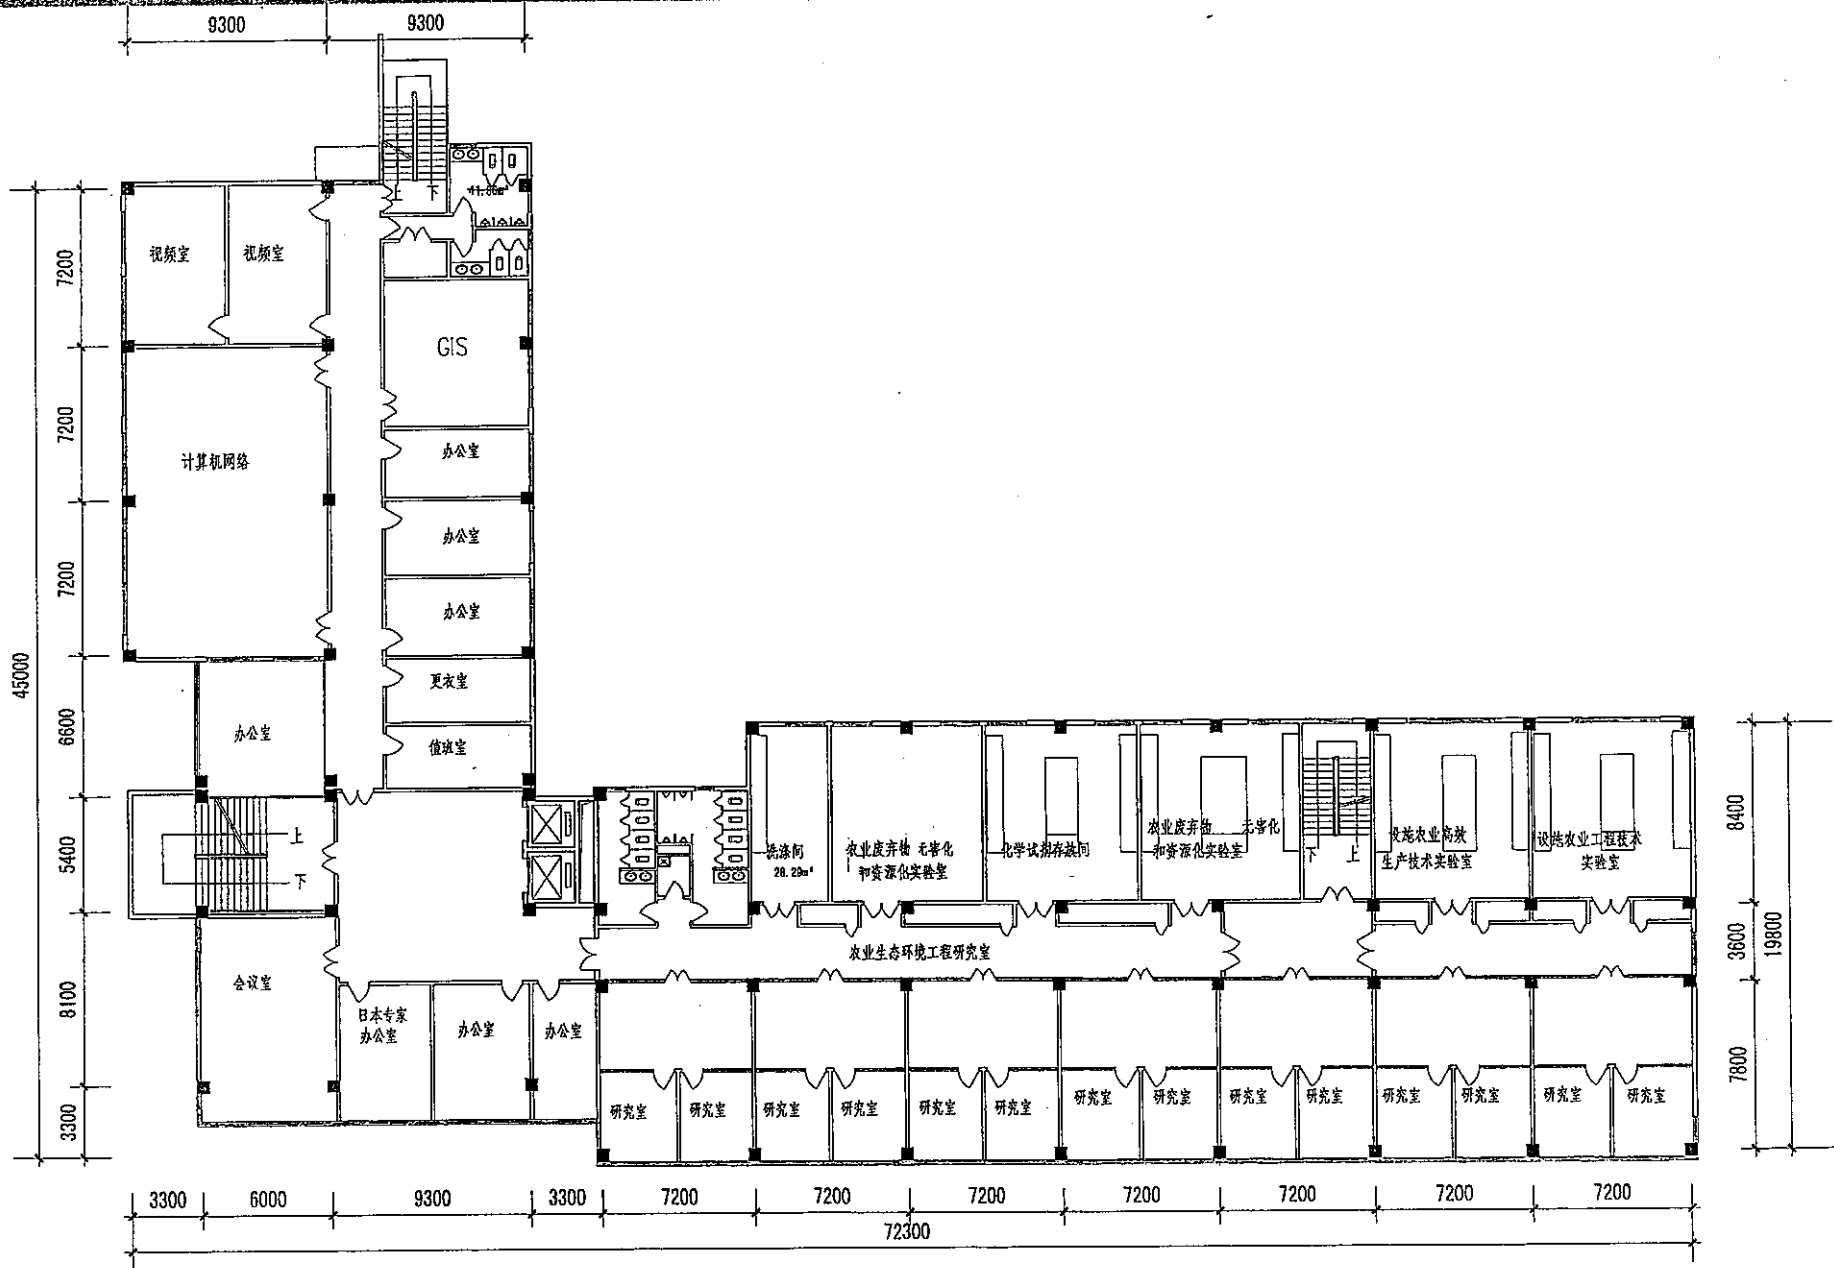 9300
9300
上
下
7200
视频室
视频室
GIS
7200
计算机网络
办公室
办公室
7200
办公室
更衣室
45000
6600
办公室
值班室
5400
上
下
洗涤间
28.29m²
农业废弃物 无害化
和资源化实验室
农业废弃物 无害化
和资源化实验室
下
上
设施农业高效
生产技术实验室
设施农业工程技术
实验室
8400
农业生态环境工程研究室
3600
19800
会议室
8100
日本专家
办公室
办公室
办公室
7800
3300
研究室
研究室
研究室
研究室
研究室
研究室
研究室
研究室
研究室
研究室
研究室
研究室
研究室
研究室
3300
6000
9300
3300
7200
7200
7200
7200
7200
7200
7200
72300